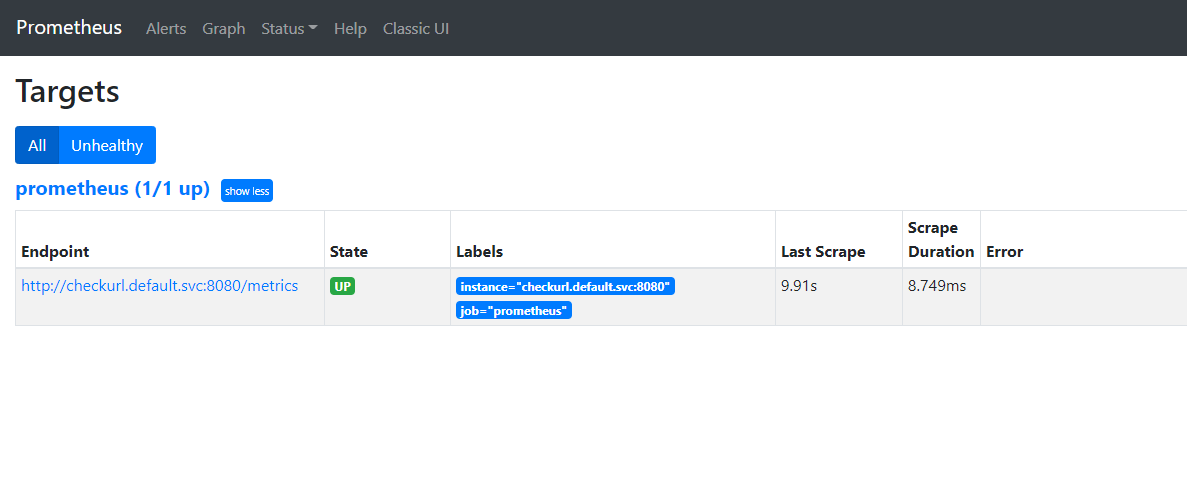 Prometheus Alerts Graph Status Help Classic UI
Targets
All Unhealthy
prometheus (1/1 up) show less
Endpoint State Labels Last Scrape Scrape Duration Error
http://checkurl.default.svc:8080/metrics UP instance="checkurl.default.svc:8080" 9.91s 8.749ms
job="prometheus"